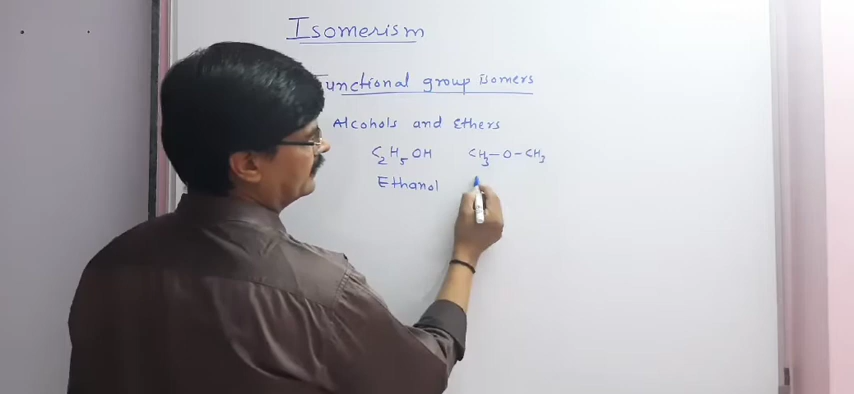 Isomerism
Functional group isomers
Alcohols and Ethers
C2H5OH CH3-O-CH3
Ethanol